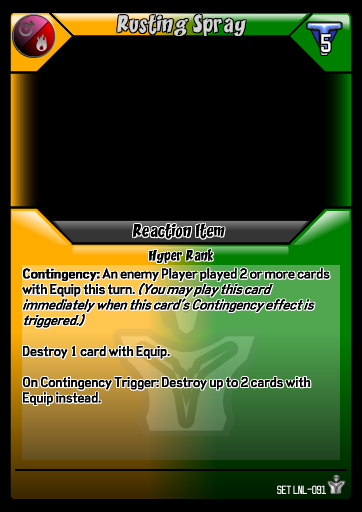 Rusting Spray
5
Reaction Item
Hyper Rank
Contingency: An enemy Player played 2 or more cards
with Equip this turn. (You may play this card
immediately when this card's Contingency effect is
triggered.)
Destroy 1 card with Equip.
On Contingency Trigger: Destroy up to 2 cards with
Equip instead.
SET LNL-091